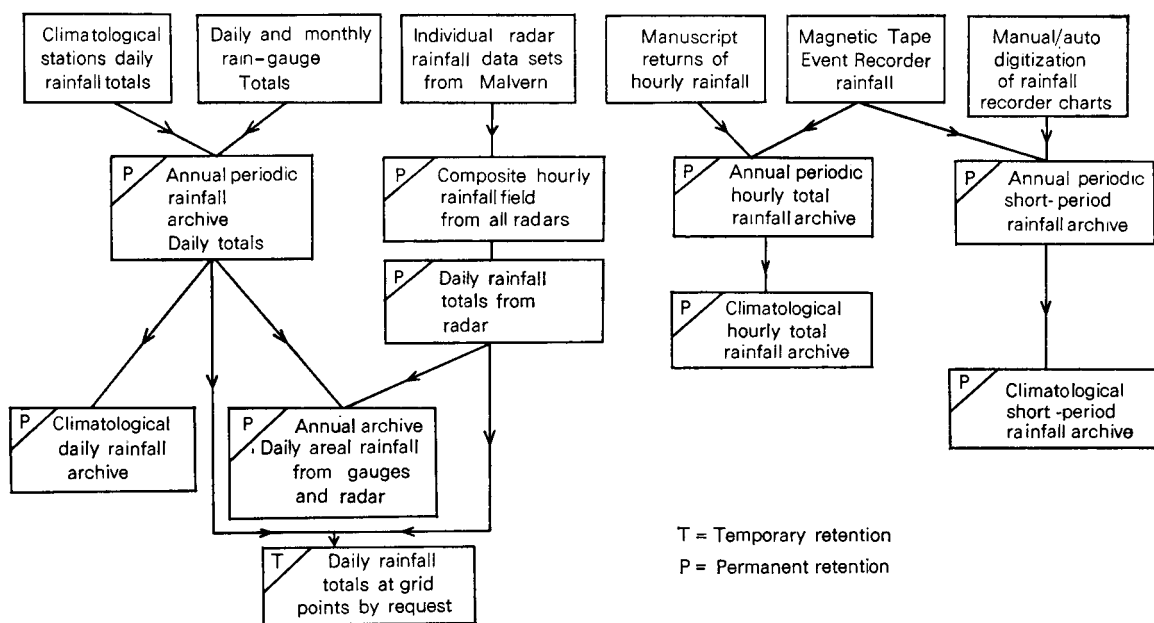 Climatological
stations daily
rainfall totals
Daily and monthly
rain-gauge
Totals
Individual radar
rainfall data sets
from Malvern
Manuscript
returns of
hourly rainfall
Magnetic Tape
Event Recorder
rainfall
Manual/auto
digitization
of rainfall
recorder charts
P
Annual periodic
rainfall
archive
Daily totals
P
Composite hourly
rainfall field
from all radars
P
Annual periodic
hourly total
rainfall archive
P
Annual periodic
short-period
rainfall archive
P
Daily rainfall
totals from
radar
P
Climatological
hourly total
rainfall archive
P
Climatological
short-period
rainfall archive
P
Climatological
daily rainfall
archive
P
Annual archive
Daily areal rainfall
from gauges
and radar
T
Daily rainfall
totals at grid
points by request
T = Temporary retention
P = Permanent retention